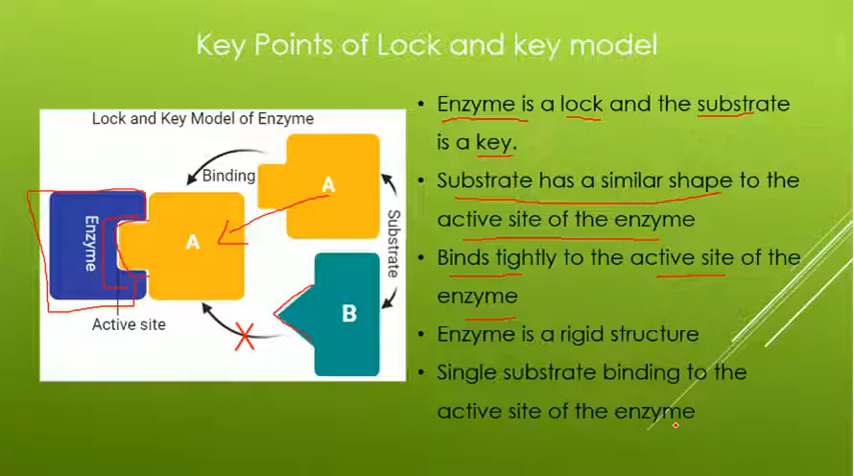 Key Points of Lock and key model
Lock and Key Model of Enzyme
Binding
A
A
Enzyme
Substrate
B
Active site
• Enzyme is a lock and the substrate
is a key.
• Substrate has a similar shape to the
active site of the enzyme
• Binds tightly to the active site of the
enzyme
• Enzyme is a rigid structure
• Single substrate binding to the
active site of the enzyme